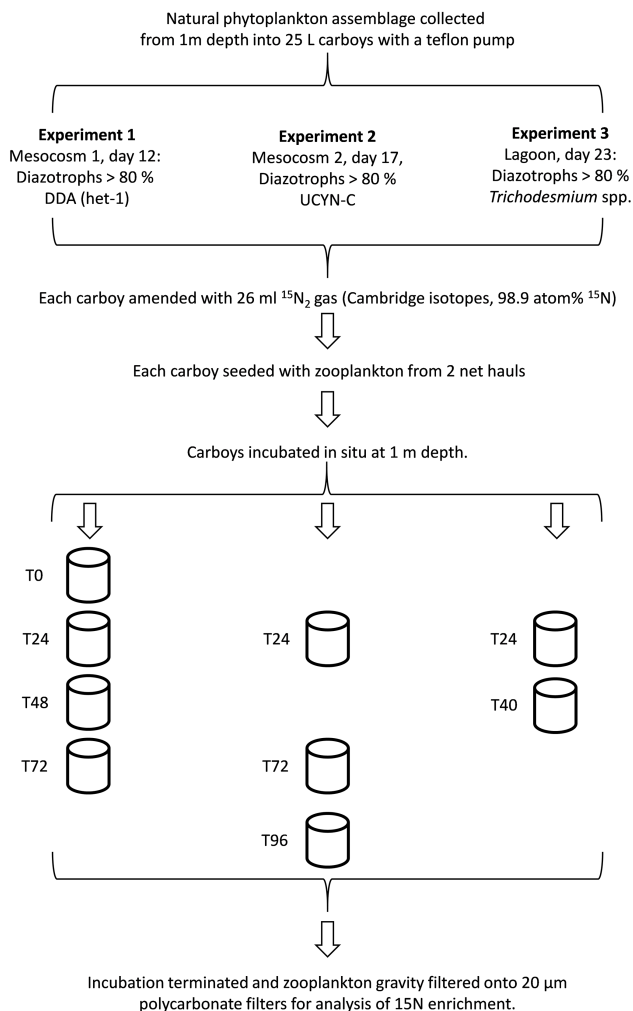 Natural phytoplankton assemblage collected
from 1m depth into 25 L carboys with a teflon pump
Experiment 1
Mesocosm 1, day 12:
Diazotrophs > 80 %
DDA (het-1)
Experiment 2
Mesocosm 2, day 17,
Diazotrophs > 80 %
UCYN-C
Experiment 3
Lagoon, day 23:
Diazotrophs > 80 %
Trichodesmium spp.
Each carboy amended with 26 ml ¹⁵N₂ gas (Cambridge isotopes, 98.9 atom% ¹⁵N)
Each carboy seeded with zooplankton from 2 net hauls
Carboys incubated in situ at 1 m depth.
T0
T24
T24
T24
T48
T40
T72
T72
T96
Incubation terminated and zooplankton gravity filtered onto 20 µm
polycarbonate filters for analysis of 15N enrichment.